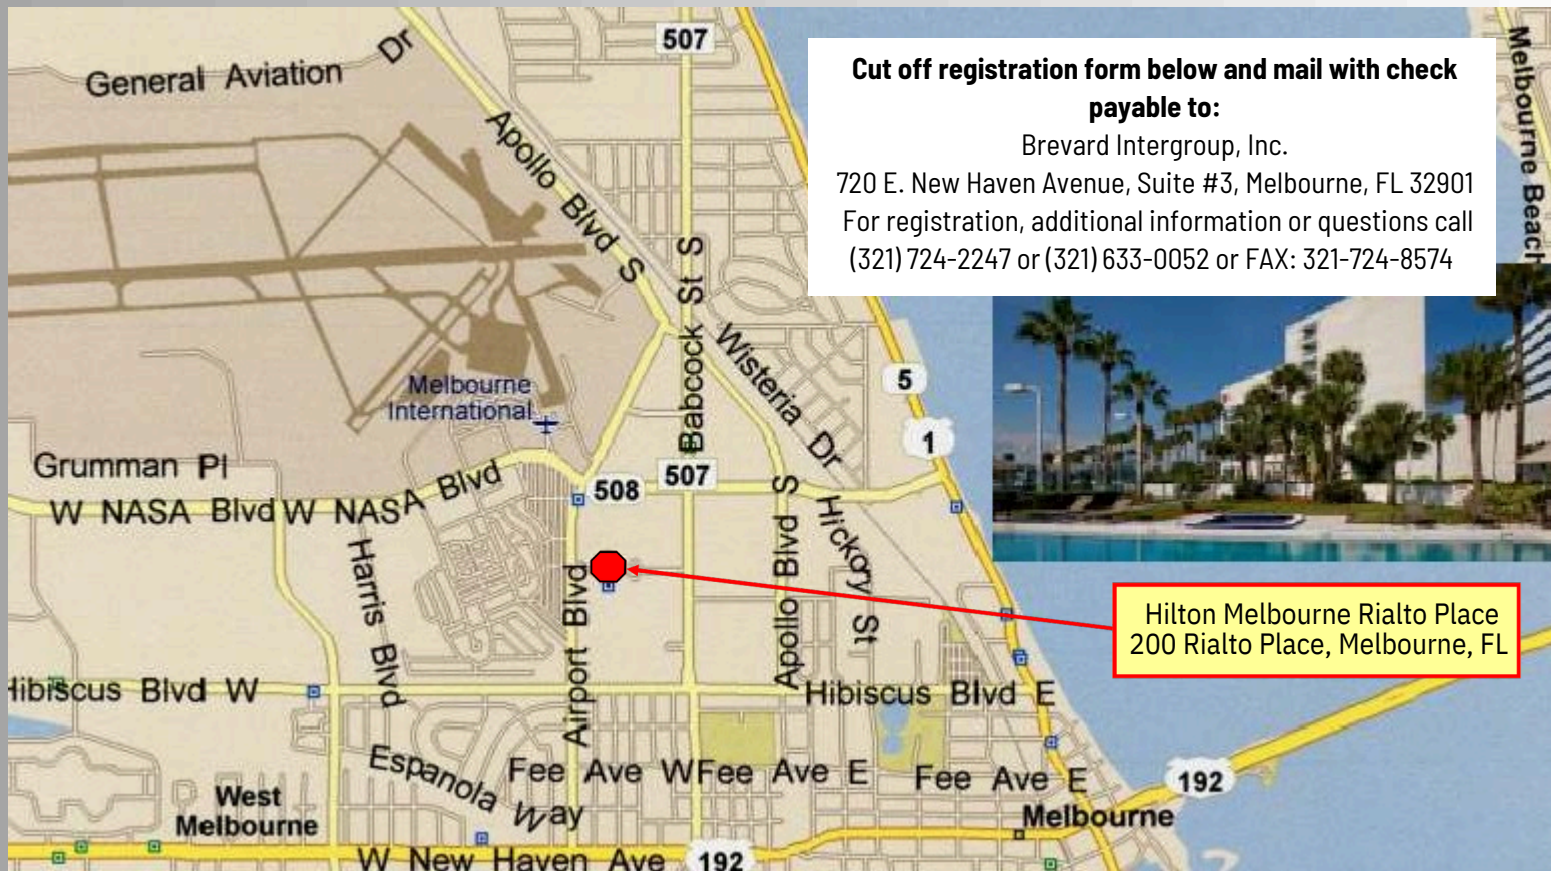 General Aviation Dr
507
Cut off registration form below and mail with check
payable to:
Brevard Intergroup, Inc.
720 E. New Haven Avenue, Suite #3, Melbourne, FL 32901
For registration, additional information or questions call
(321) 724-2247 or (321) 633-0052 or FAX: 321-724-8574
Melbourne Beach
Apollo Blvd S
Babcock St S
Wisteria Dr
5
1
Melbourne
International
Grumman Pl
W NASA Blvd
W NASA Blvd
508
507
Harris Blvd
Airport Blvd
Apollo Blvd S
Hickory St
Hilton Melbourne Rialto Place
200 Rialto Place, Melbourne, FL
Hibiscus Blvd W
Hibiscus Blvd E
Espanola Way
Fee Ave W
Fee Ave E
Fee Ave E
192
West
Melbourne
Melbourne
W New Haven Ave
192